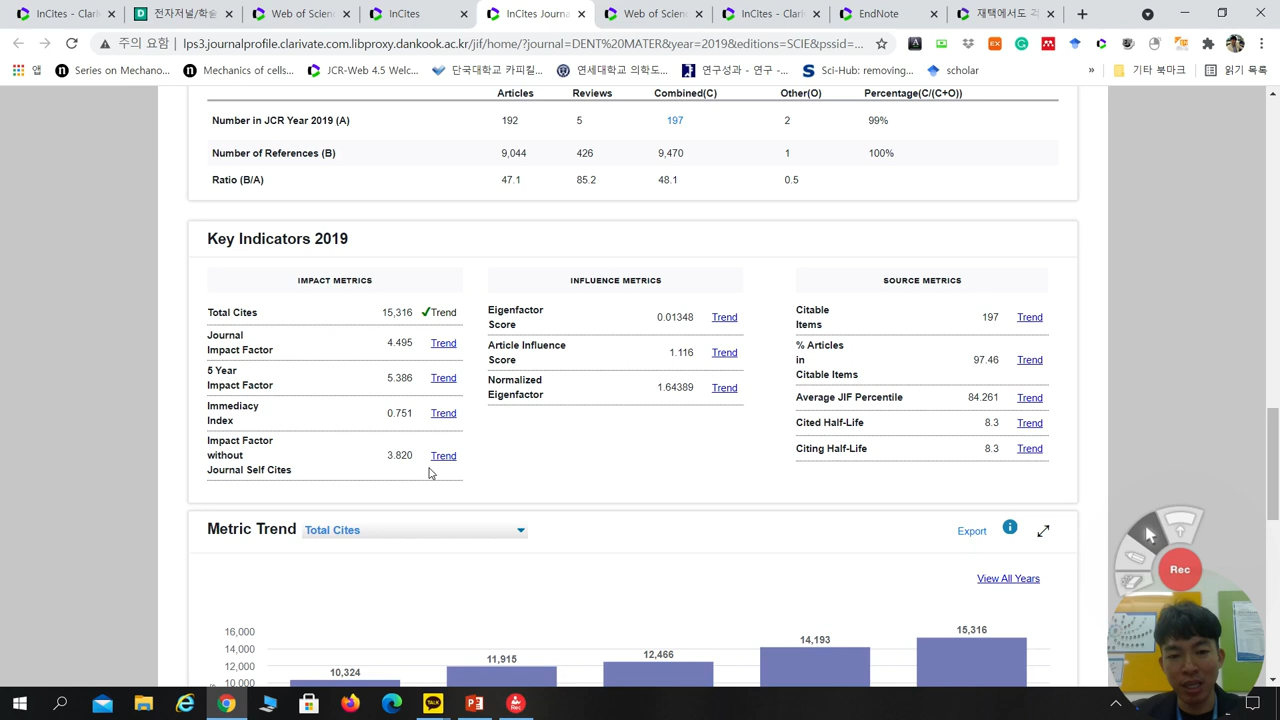 InCites - Clari
전자저널/학술
Web of Scien
InCites
InCites Journa
Web of Scien
InCites - Clari
EndNote
재택에서도 각
주의 요함
lps3.journalprofile.clarivate.com.libproxy.dankook.ac.kr/jif/home/?journal=DENT%20MATER&year=2019&editions=SCIE&pssid=...
앱
Series on Mechano...
Mechanics of cells...
JCR-Web 4.5 Welc...
단국대학교 카피킬...
연세대학교 의학도...
연구성과 - 연구 -...
Sci-Hub: removing...
scholar
»
기타 북마크
읽기 목록
Articles Reviews Combined(C) Other(O) Percentage(C/(C+O))
Number in JCR Year 2019 (A) 192 5 197 2 99%
Number of References (B) 9,044 426 9,470 1 100%
Ratio (B/A) 47.1 85.2 48.1 0.5
Key Indicators 2019
IMPACT METRICS
Total Cites 15,316 ✔Trend
Journal
Impact Factor 4.495 Trend
5 Year
Impact Factor 5.386 Trend
Immediacy
Index 0.751 Trend
Impact Factor
without 3.820 Trend
Journal Self Cites
INFLUENCE METRICS
Eigenfactor
Score 0.01348 Trend
Article Influence
Score 1.116 Trend
Normalized
Eigenfactor 1.64389 Trend
SOURCE METRICS
Citable
Items 197 Trend
% Articles
in 97.46 Trend
Citable Items
Average JIF Percentile 84.261 Trend
Cited Half-Life 8.3 Trend
Citing Half-Life 8.3 Trend
Metric Trend Total Cites Export
View All Years
16,000
14,000
12,000
10,000
10,324
11,915
12,466
14,193
15,316
Rec
TALK
Rec